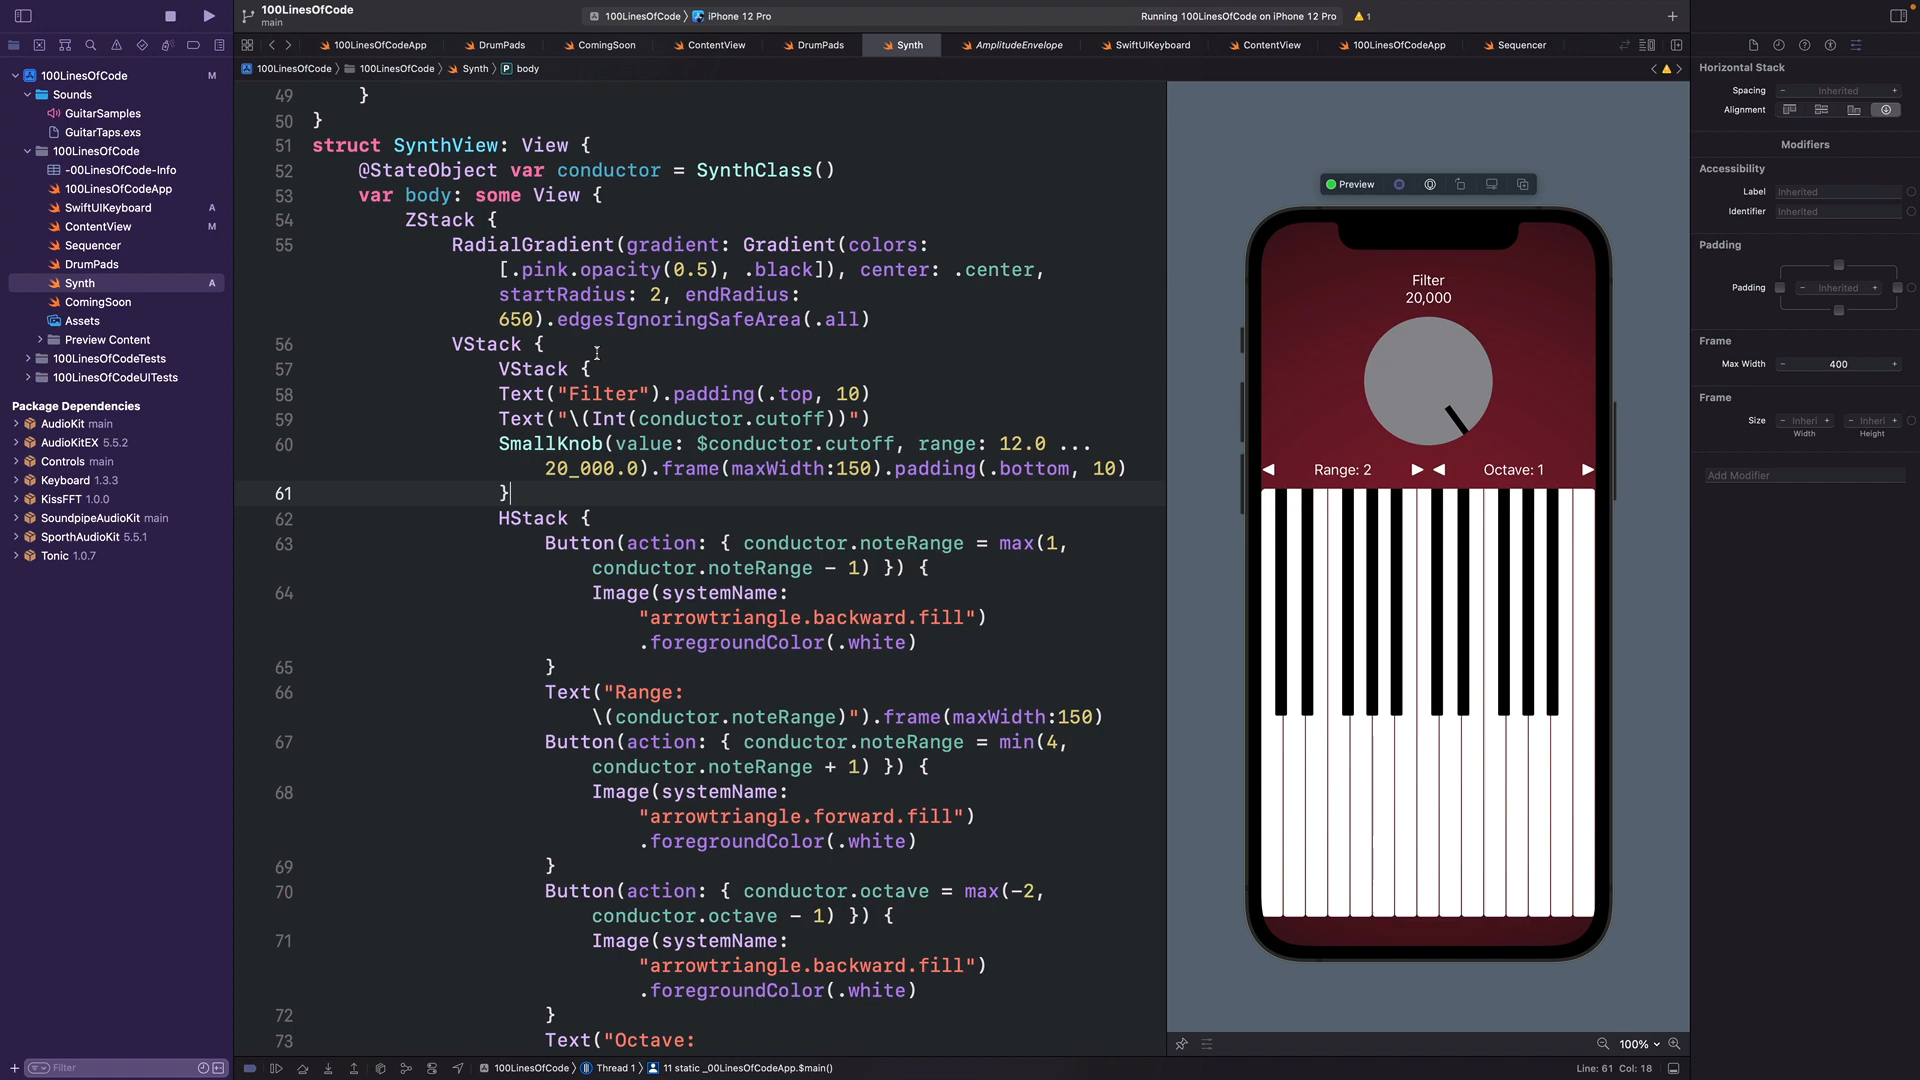 100LinesOfCode
main
100LinesOfCode
iPhone 12 Pro
Running 100LinesOfCode on iPhone 12 Pro
1
100LinesOfCodeApp
DrumPads
ComingSoon
ContentView
DrumPads
Synth
AmplitudeEnvelope
SwiftUIKeyboard
ContentView
100LinesOfCodeApp
Sequencer
100LinesOfCode
100LinesOfCode
Synth
P body
100LinesOfCode M
Sounds
GuitarSamples
GuitarTaps.exs
100LinesOfCode
-00LinesOfCode-Info
100LinesOfCodeApp
SwiftUIKeyboard A
ContentView M
Sequencer
DrumPads
Synth A
ComingSoon
Assets
Preview Content
100LinesOfCodeTests
100LinesOfCodeUITests
Package Dependencies
AudioKit main
AudioKitEX 5.5.2
Controls main
Keyboard 1.3.3
KissFFT 1.0.0
SoundpipeAudioKit main
SporthAudioKit 5.5.1
Tonic 1.0.7
Filter
49 }
50 }
51 struct SynthView: View {
52 @StateObject var conductor = SynthClass()
53 var body: some View {
54 ZStack {
55 RadialGradient(gradient: Gradient(colors:
[.pink.opacity(0.5), .black]), center: .center,
startRadius: 2, endRadius:
650).edgesIgnoringSafeArea(.all)
56 VStack {
57 VStack {
58 Text("Filter").padding(.top, 10)
59 Text("\(Int(conductor.cutoff))")
60 SmallKnob(value: $conductor.cutoff, range: 12.0 ...
20_000.0).frame(maxWidth:150).padding(.bottom, 10)
61 }
62 HStack {
63 Button(action: { conductor.noteRange = max(1,
conductor.noteRange - 1) }) {
64 Image(systemName:
"arrowtriangle.backward.fill")
.foregroundColor(.white)
65 }
66 Text("Range:
\(conductor.noteRange)").frame(maxWidth:150)
67 Button(action: { conductor.noteRange = min(4,
conductor.noteRange + 1) }) {
68 Image(systemName:
"arrowtriangle.forward.fill")
.foregroundColor(.white)
69 }
70 Button(action: { conductor.octave = max(-2,
conductor.octave - 1) }) {
71 Image(systemName:
"arrowtriangle.backward.fill")
.foregroundColor(.white)
72 }
73 Text("Octave:
Preview
Filter
20,000
Range: 2
Octave: 1
100%
Horizontal Stack
Spacing - Inherited +
Alignment
Modifiers
Accessibility
Label Inherited
Identifier Inherited
Padding
Padding - Inherited +
Frame
Max Width - 400 +
Frame
Size - Inheri + - Inheri +
Width Height
Add Modifier
100LinesOfCode
Thread 1
11 static _00LinesOfCodeApp.$main()
Line: 61 Col: 18